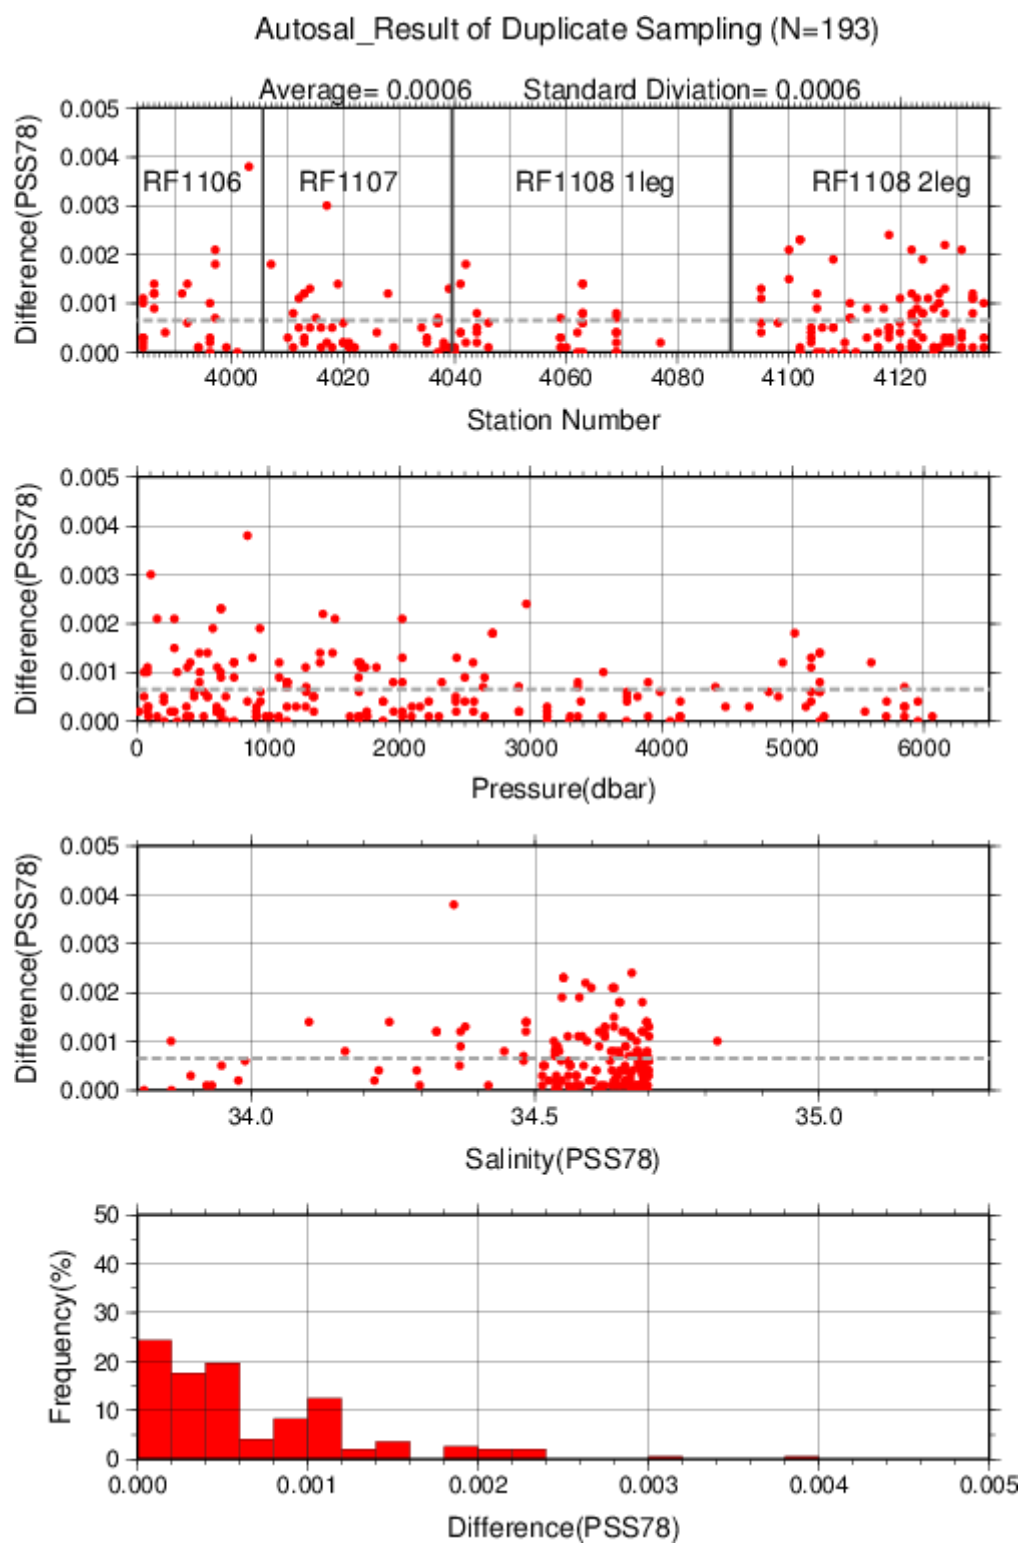 Autosal_Result of Duplicate Sampling (N=193)
Average= 0.0006 Standard Diviation= 0.0006
0.005
0.004
0.003
0.002
0.001
0.000
Difference(PSS78)
RF1106 RF1107 RF1108 1leg RF1108 2leg
4000 4020 4040 4060 4080 4100 4120
Station Number
0.005
0.004
0.003
0.002
0.001
0.000
Difference(PSS78)
0 1000 2000 3000 4000 5000 6000
Pressure(dbar)
0.005
0.004
0.003
0.002
0.001
0.000
Difference(PSS78)
34.0 34.5 35.0
Salinity(PSS78)
50
40
30
20
10
0
Frequency(%)
0.000 0.001 0.002 0.003 0.004 0.005
Difference(PSS78)